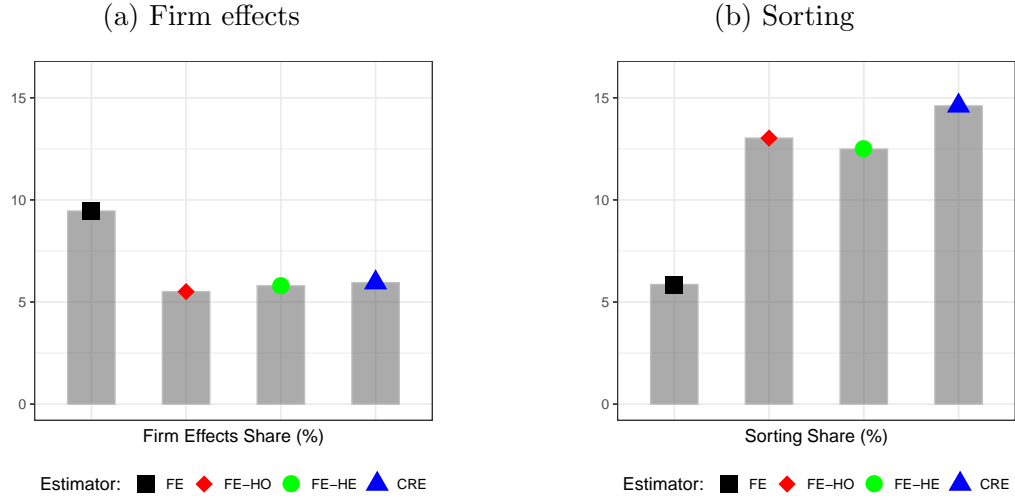 (a) Firm effects
15
10
5
0
Firm Effects Share (%)
Estimator: FE FE−HO FE−HE CRE
(b) Sorting
15
10
5
0
Sorting Share (%)
Estimator: FE FE−HO FE−HE CRE